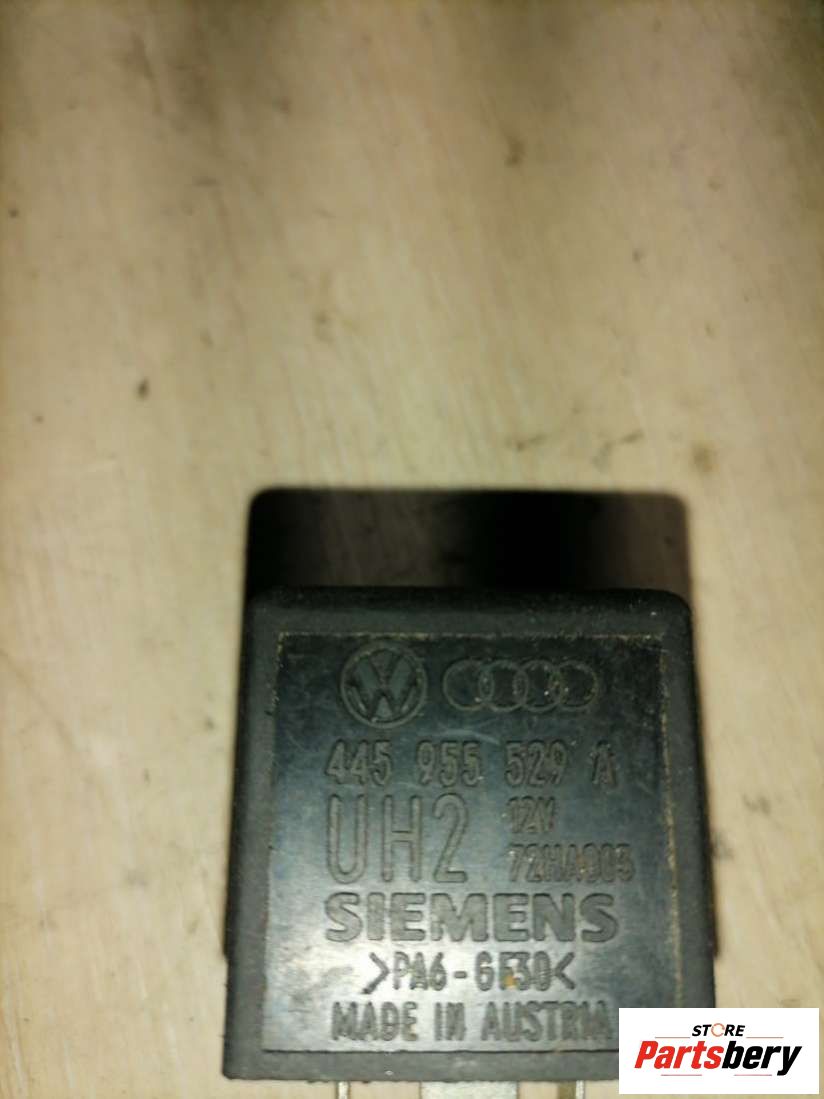 445 955 529 A
UH2 12V
72HA003
SIEMENS
>PA6-GF30<
MADE IN AUSTRIA
STORE
Partsbery